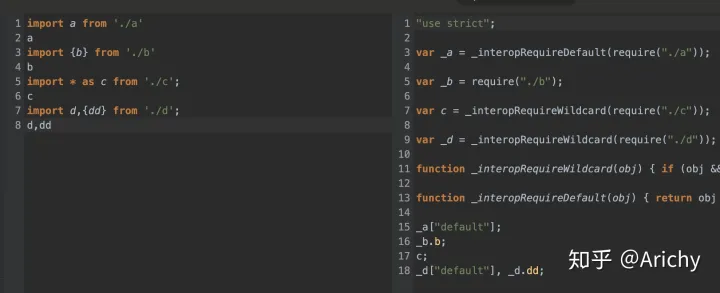 1 import a from './a'
2 a
3 import {b} from './b'
4 b
5 import * as c from './c';
6 c
7 import d,{dd} from './d';
8 d,dd
1 "use strict";
2
3 var _a = _interopRequireDefault(require("./a"));
4
5 var _b = require("./b");
6
7 var c = _interopRequireWildcard(require("./c"));
8
9 var _d = _interopRequireWildcard(require("./d"));
10
11 function _interopRequireWildcard(obj) { if (obj &&
12
13 function _interopRequireDefault(obj) { return obj
14
15 _a["default"];
16 _b.b;
17 c;
18 _d["default"], _d.dd;
知乎 @Arichy